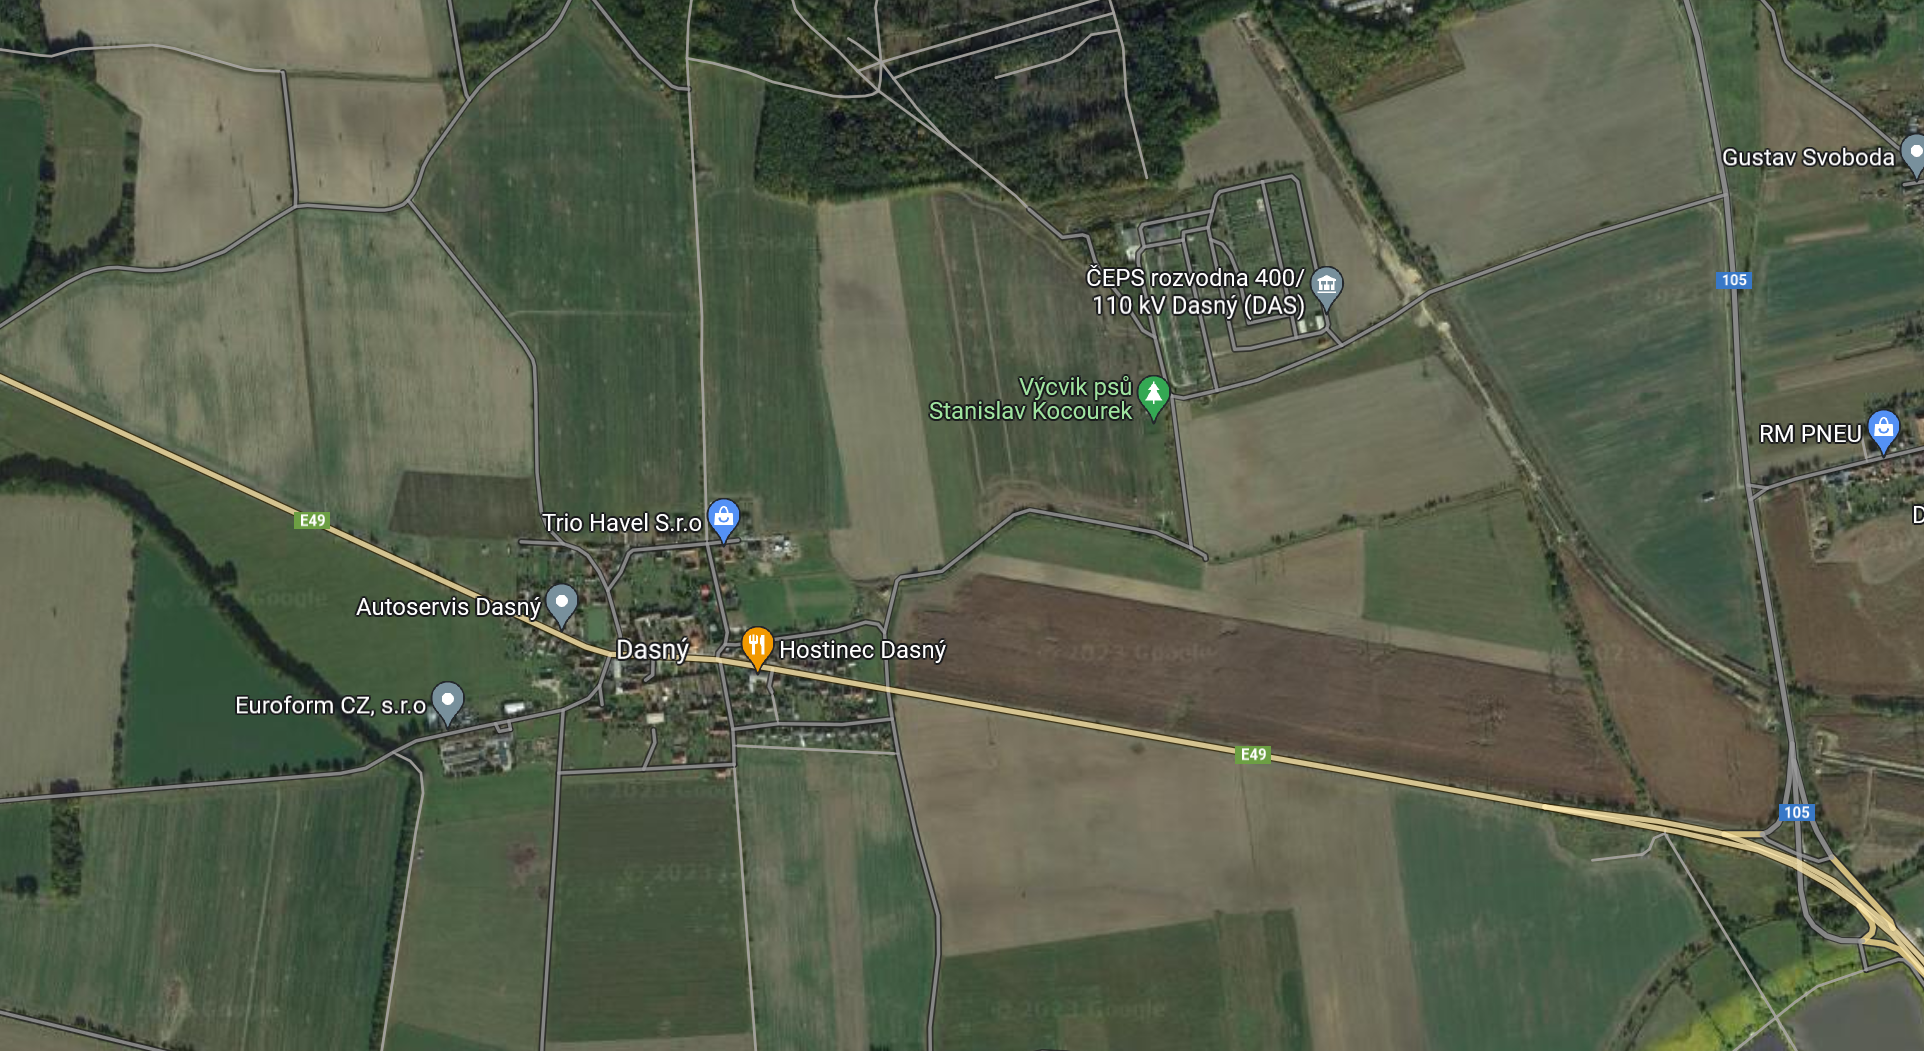 Gustav Svoboda
105
ČEPS rozvodna 400/
110 kV Dasný (DAS)
Výcvik psů
Stanislav Kocourek
RM PNEU
E49
Trio Havel S.r.o
D
Autoservis Dasný
Dasný
Hostinec Dasný
Euroform CZ, s.r.o
E49
105